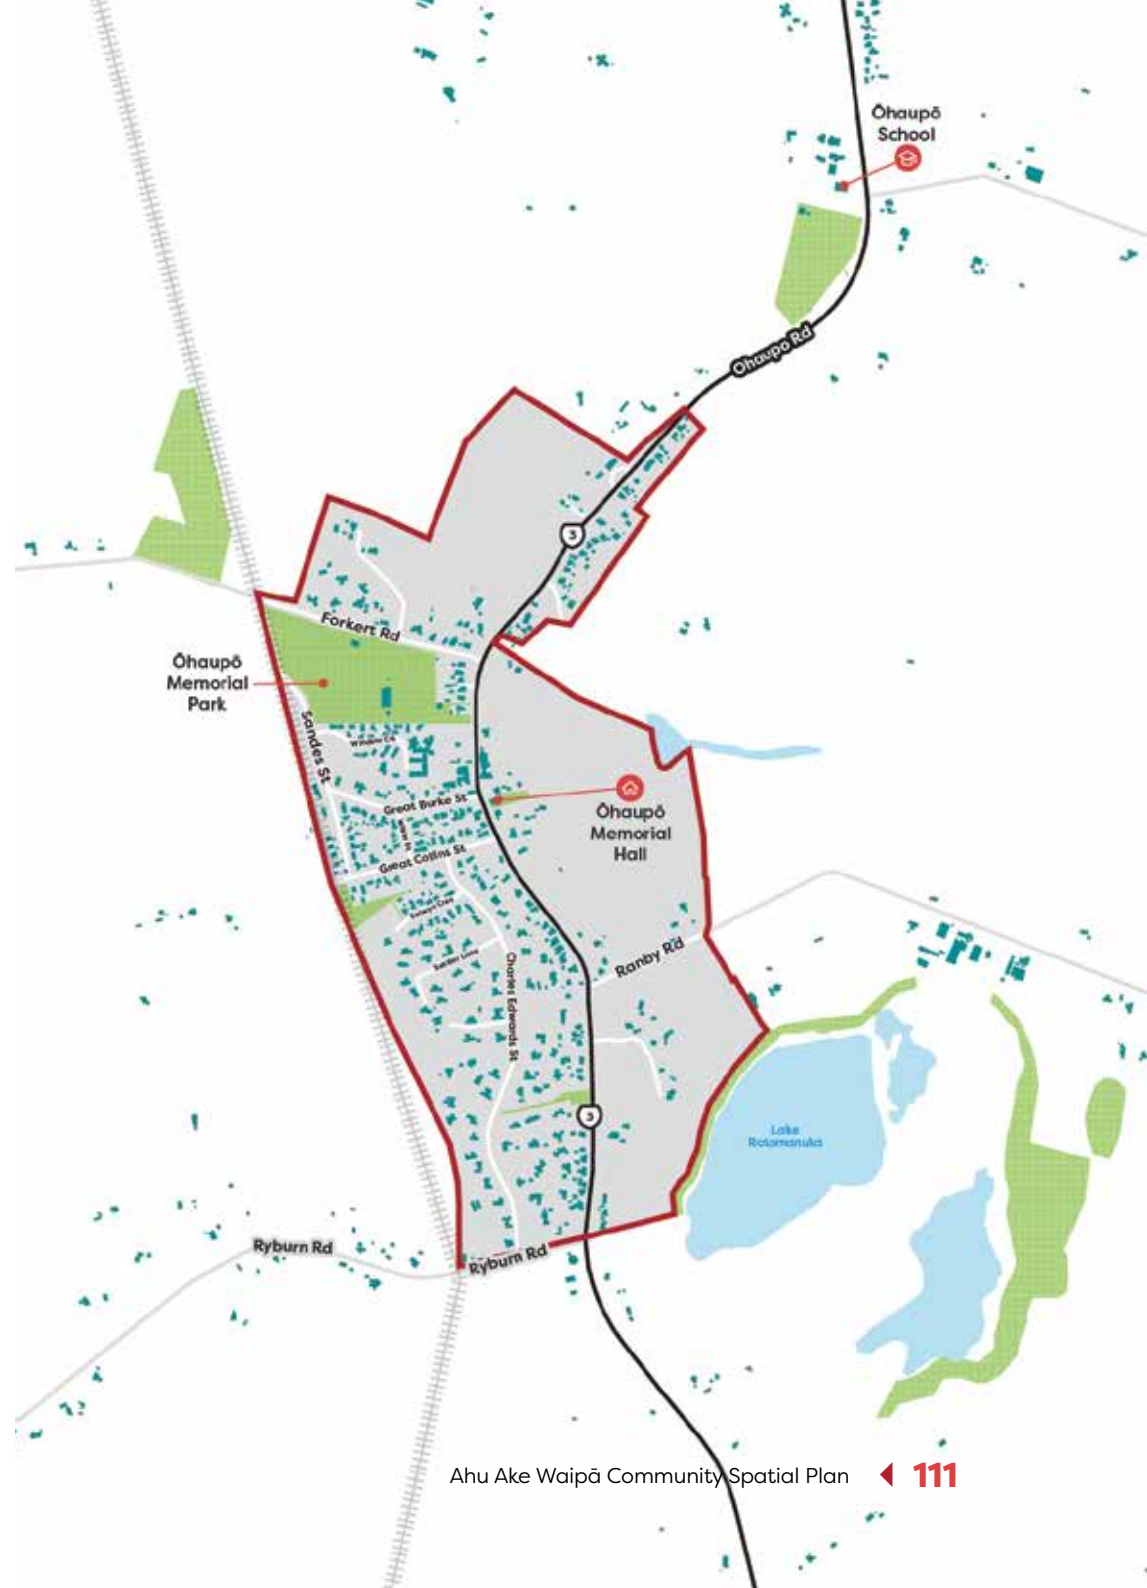 Ōhaupō
School
Ohaupo Rd
3
Forkert Rd
Ōhaupō
Memorial
Park
Sandes St
Great Burke St
Ōhaupō
Memorial
Hall
Great Collins St
Ranby Rd
Charles Edwards St
3
Lake
Rotomanuka
Ryburn Rd
Ryburn Rd
Ahu Ake Waipā Community Spatial Plan
111